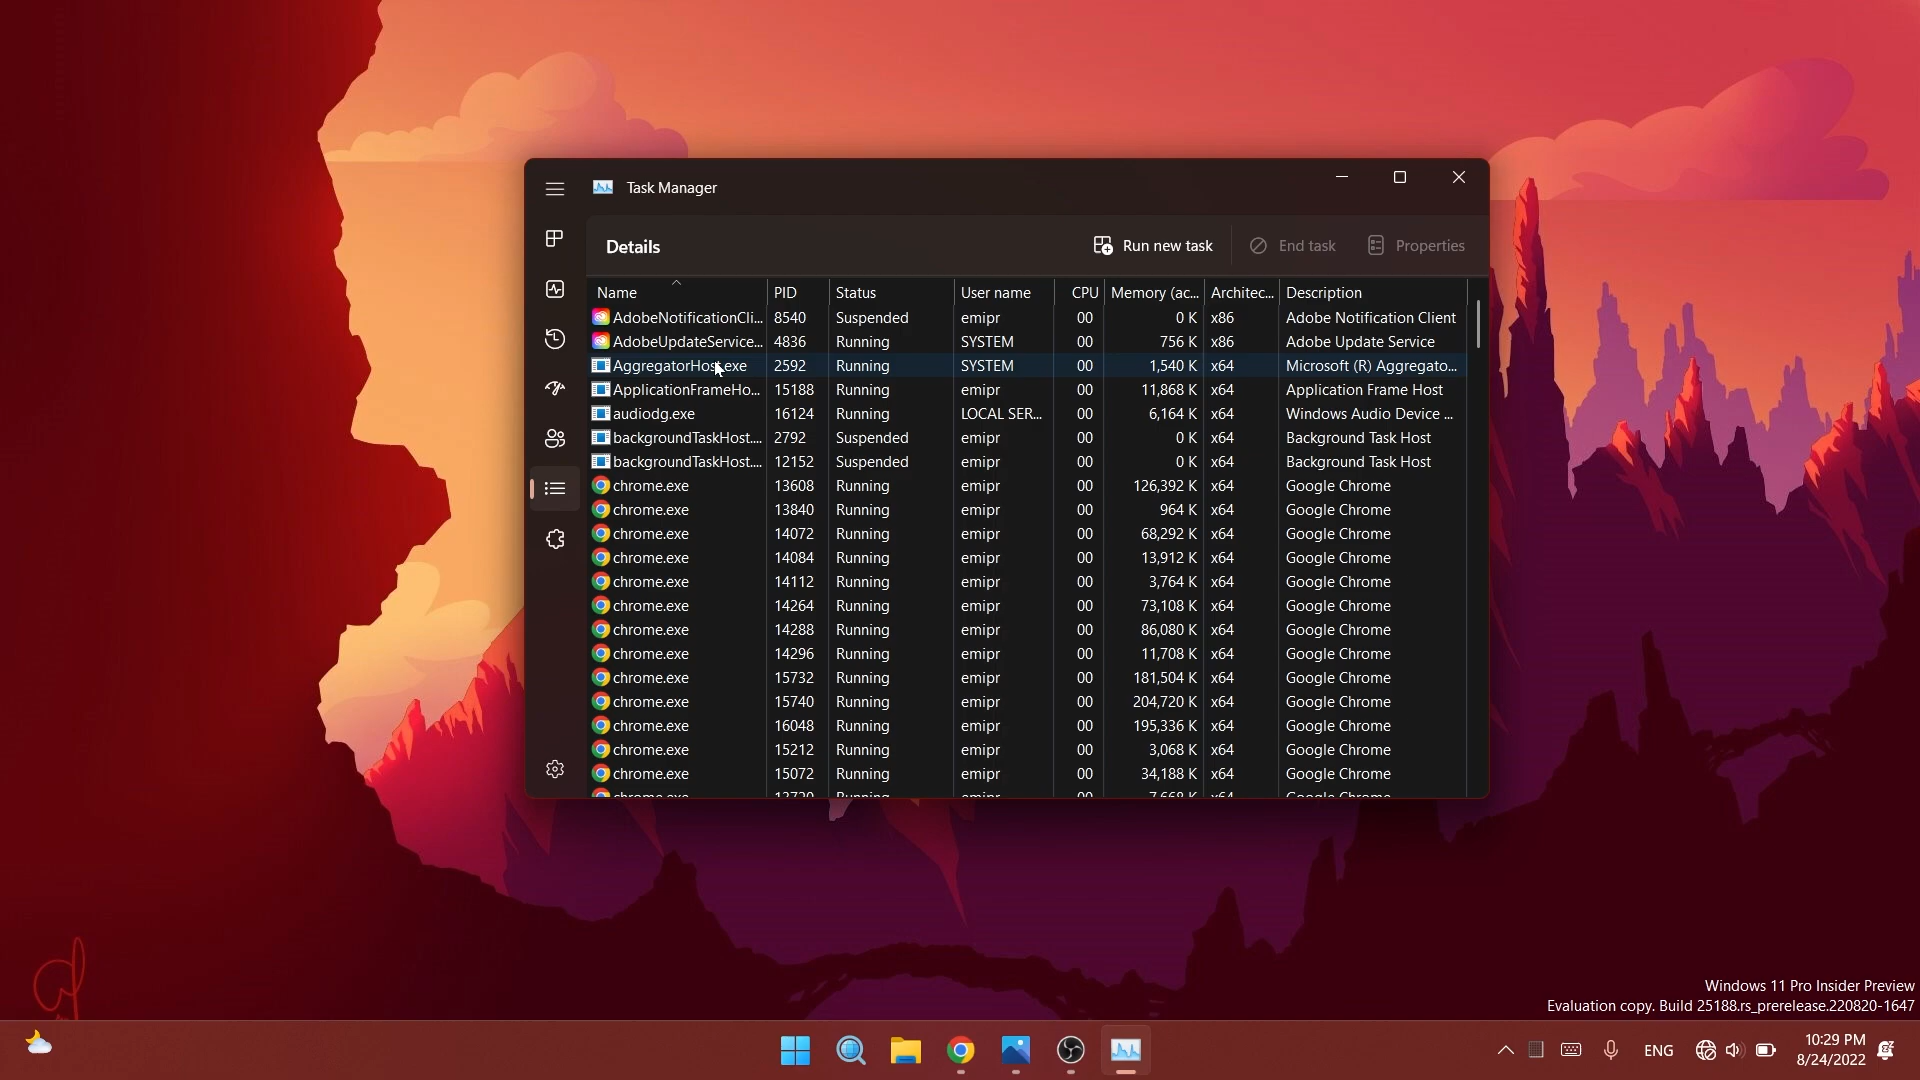 Task Manager
Details
Run new task
End task
Properties
Name PID Status User name CPU Memory (ac... Architec... Description
AdobeNotificationCli... 8540 Suspended emipr 00 0 K x86 Adobe Notification Client
AdobeUpdateService... 4836 Running SYSTEM 00 756 K x86 Adobe Update Service
AggregatorHost.exe 2592 Running SYSTEM 00 1,540 K x64 Microsoft (R) Aggregato...
ApplicationFrameHo... 15188 Running emipr 00 11,868 K x64 Application Frame Host
audiodg.exe 16124 Running LOCAL SER... 00 6,164 K x64 Windows Audio Device ...
backgroundTaskHost.... 2792 Suspended emipr 00 0 K x64 Background Task Host
backgroundTaskHost.... 12152 Suspended emipr 00 0 K x64 Background Task Host
chrome.exe 13608 Running emipr 00 126,392 K x64 Google Chrome
chrome.exe 13840 Running emipr 00 964 K x64 Google Chrome
chrome.exe 14072 Running emipr 00 68,292 K x64 Google Chrome
chrome.exe 14084 Running emipr 00 13,912 K x64 Google Chrome
chrome.exe 14112 Running emipr 00 3,764 K x64 Google Chrome
chrome.exe 14264 Running emipr 00 73,108 K x64 Google Chrome
chrome.exe 14288 Running emipr 00 86,080 K x64 Google Chrome
chrome.exe 14296 Running emipr 00 11,708 K x64 Google Chrome
chrome.exe 15732 Running emipr 00 181,504 K x64 Google Chrome
chrome.exe 15740 Running emipr 00 204,720 K x64 Google Chrome
chrome.exe 16048 Running emipr 00 195,336 K x64 Google Chrome
chrome.exe 15212 Running emipr 00 3,068 K x64 Google Chrome
chrome.exe 15072 Running emipr 00 34,188 K x64 Google Chrome
chrome.exe Running emipr 00 x64 Google Chrome
Windows 11 Pro Insider Preview
Evaluation copy. Build 25188.rs_prerelease.220820-1647
ENG
10:29 PM
8/24/2022